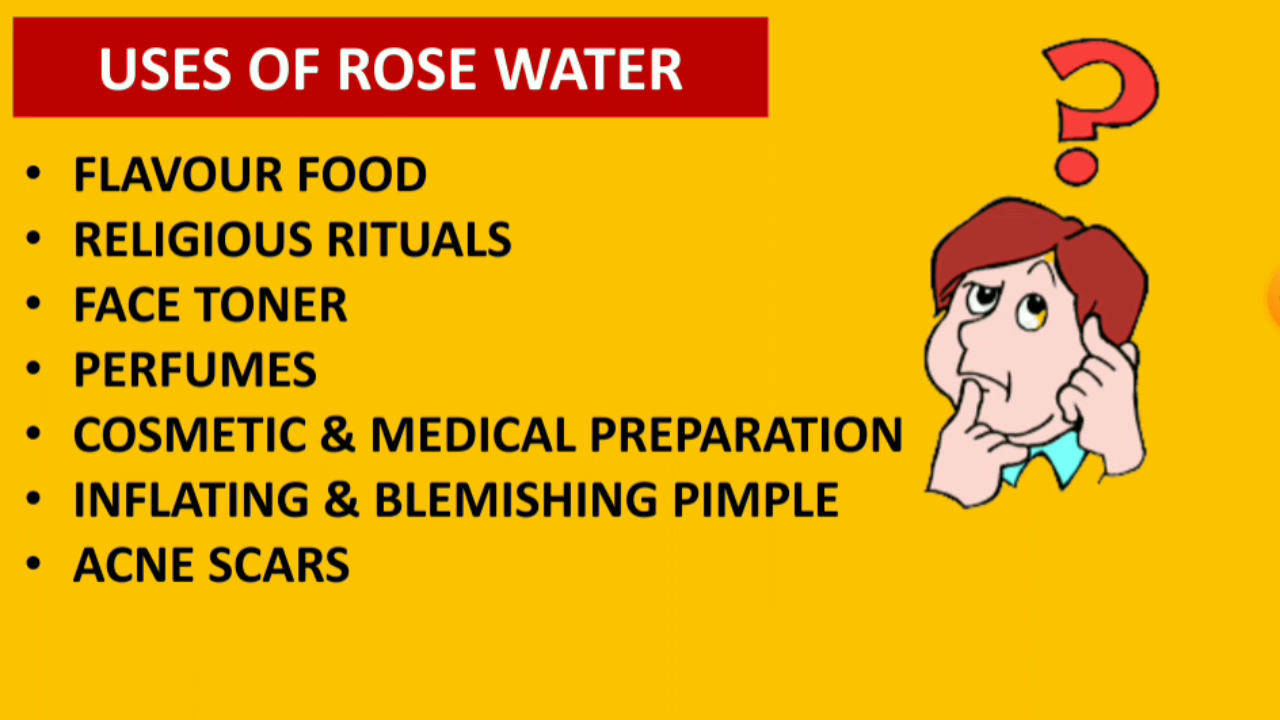 USES OF ROSE WATER
• FLAVOUR FOOD
• RELIGIOUS RITUALS
• FACE TONER
• PERFUMES
• COSMETIC & MEDICAL PREPARATION
• INFLATING & BLEMISHING PIMPLE
• ACNE SCARS
?